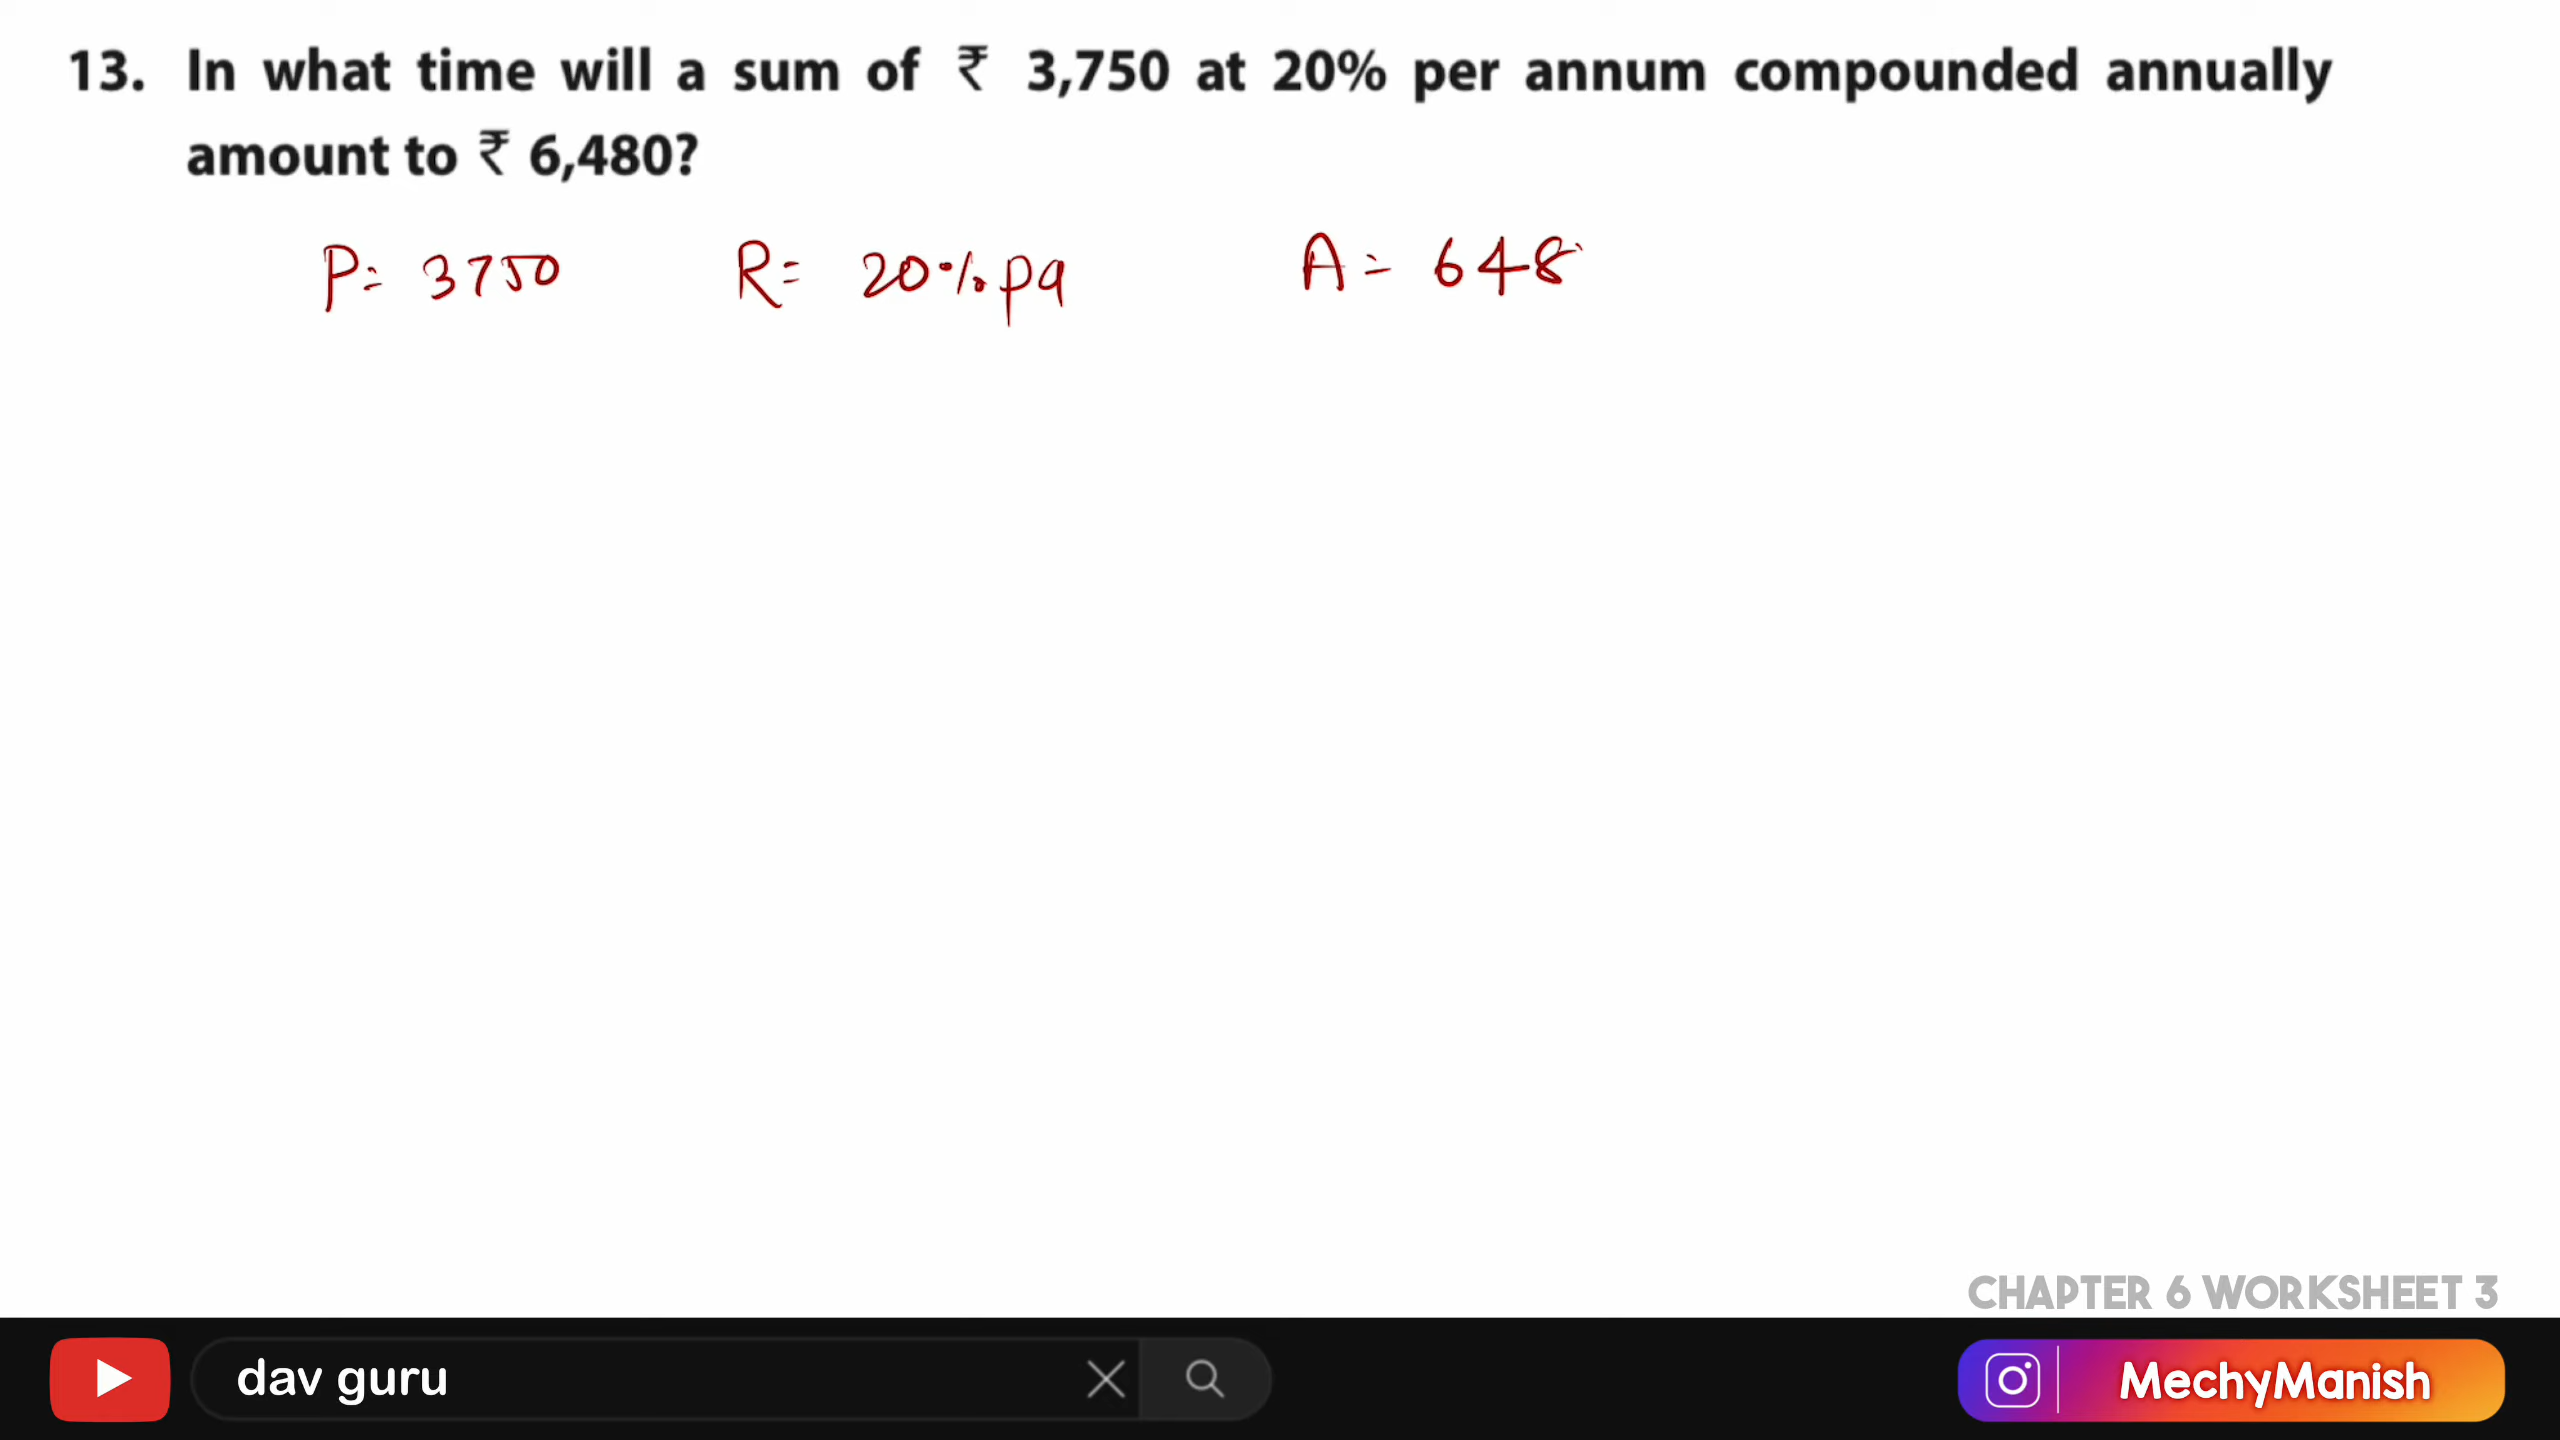 13. In what time will a sum of ₹ 3,750 at 20% per annum compounded annually
amount to ₹ 6,480?
P= 3750 R= 20% pa A= 648
CHAPTER 6 WORKSHEET 3
dav guru
MechyManish